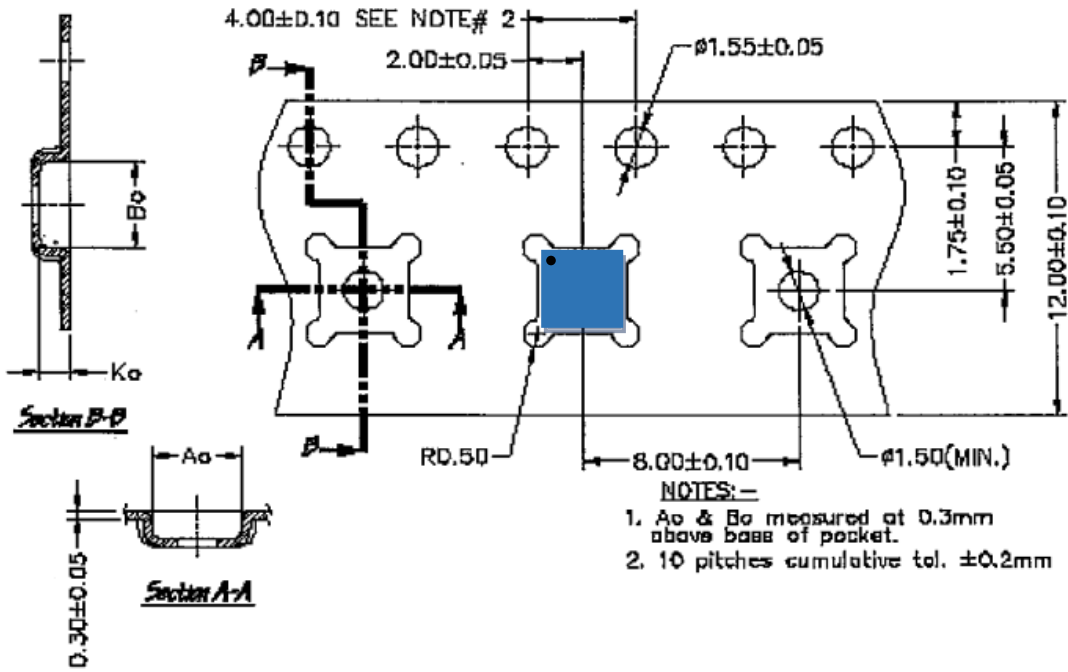 4.00±0.10 SEE NOTE# 2
2.00±0.05
ø1.55±0.05
B
1.75±0.10
5.50±0.05
12.00±0.10
Bo
A
A
Ko
Section B-B
B
R0.50
8.00±0.10
ø1.50(MIN.)
Ao
0.30±0.05
Section A-A
NOTES:-
1. Ao & Bo measured at 0.3mm
above base of pocket.
2. 10 pitches cumulative tol. ±0.2mm